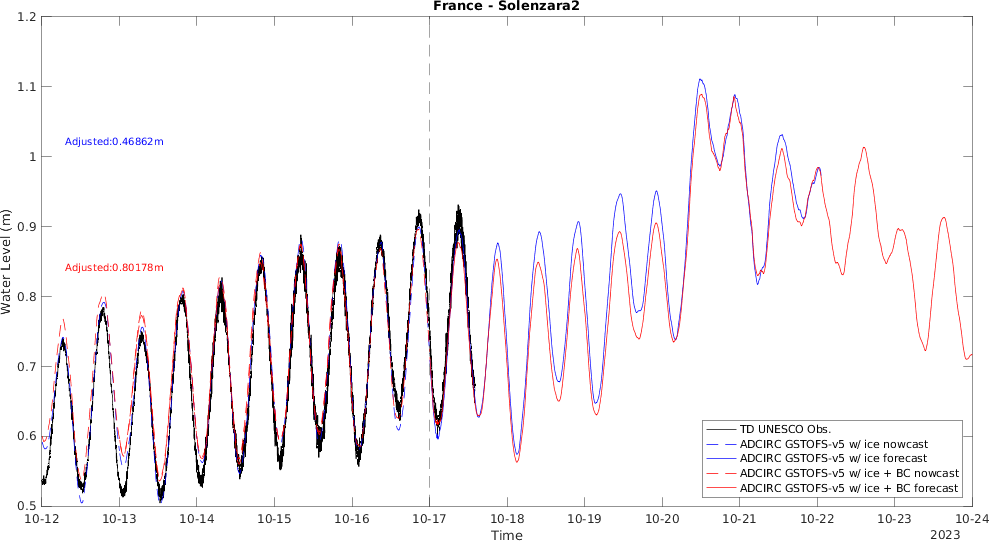 France - Solenzara2
Water Level (m)
1.2
1.1
1
0.9
0.8
0.7
0.6
0.5
Adjusted:0.46862m
Adjusted:0.80178m
TD UNESCO Obs.
ADCIRC GSTOFS-v5 w/ ice nowcast
ADCIRC GSTOFS-v5 w/ ice forecast
ADCIRC GSTOFS-v5 w/ ice + BC nowcast
ADCIRC GSTOFS-v5 w/ ice + BC forecast
10-12 10-13 10-14 10-15 10-16 10-17 10-18 10-19 10-20 10-21 10-22 10-23 10-24
Time
2023